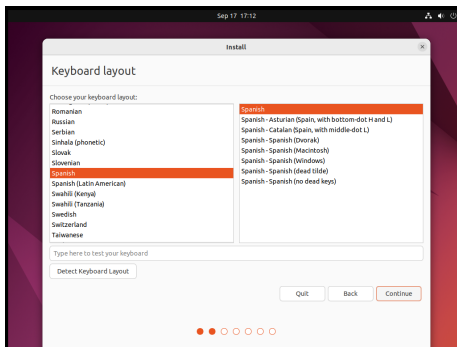 Sep 17 17:12
Install
Keyboard layout
Choose your keyboard layout:
Romanian
Russian
Serbian
Sinhala (phonetic)
Slovak
Slovenian
Spanish
Spanish (Latin American)
Swahili (Kenya)
Swahili (Tanzania)
Swedish
Switzerland
Taiwanese
Spanish
Spanish - Asturian (Spain, with bottom-dot H and L)
Spanish - Catalan (Spain, with middle-dot L)
Spanish - Spanish (Dvorak)
Spanish - Spanish (Macintosh)
Spanish - Spanish (Windows)
Spanish - Spanish (dead tilde)
Spanish - Spanish (no dead keys)
Type here to test your keyboard
Detect Keyboard Layout
Quit
Back
Continue